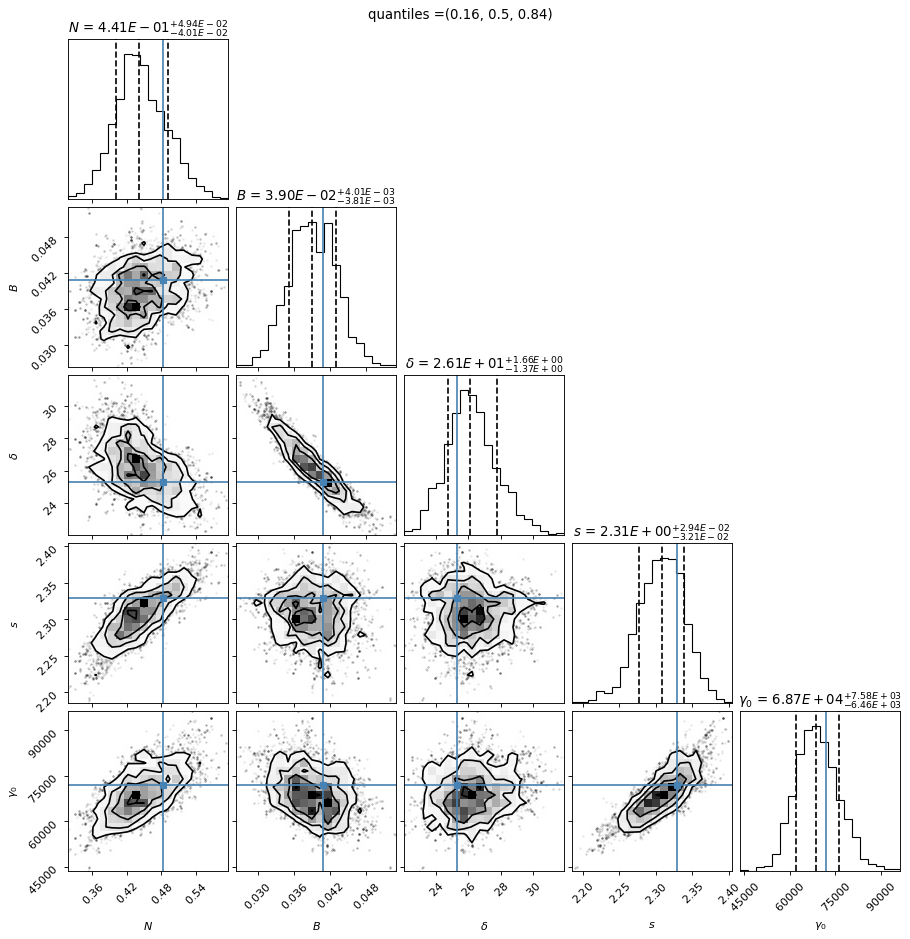 quantiles =(0.16, 0.5, 0.84)
N = 4.41E − 01+4.94E − 02 −4.01E − 02
B = 3.90E − 02+4.01E − 03 −3.81E − 03
0.048
0.042
0.036
0.030
B
δ = 2.61E + 01+1.66E + 00 −1.37E + 00
30
28
26
24
δ
s = 2.31E + 00+2.94E − 02 −3.21E − 02
2.40
2.35
2.30
2.25
2.20
s
γ₀ = 6.87E + 04+7.58E + 03 −6.46E + 03
90000
75000
60000
45000
γ₀
0.36 0.42 0.48 0.54 0.030 0.036 0.042 0.048 24 26 28 30 2.20 2.25 2.30 2.35 2.40 45000 60000 75000 90000
N B δ s γ₀